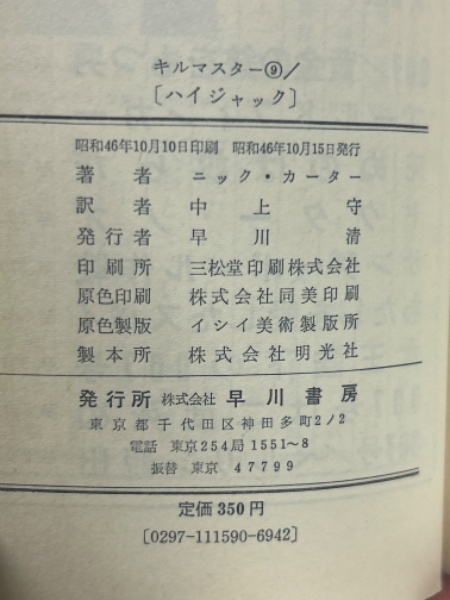 キルマスター⑨/
〔ハイジャック〕
昭和46年10月10日印刷 昭和46年10月15日発行
著者 ニック・カーター
訳者 中上守
発行者 早川清
印刷所 三松堂印刷株式会社
原色印刷 株式会社同美印刷
原色製版 イシイ美術製版所
製本所 株式会社明光社
発行所 株式会社 早川書房
東京都千代田区神田多町2/2
電話 東京254局1551~8
振替 東京 47799
定価350円
〔0297-111590-6942〕